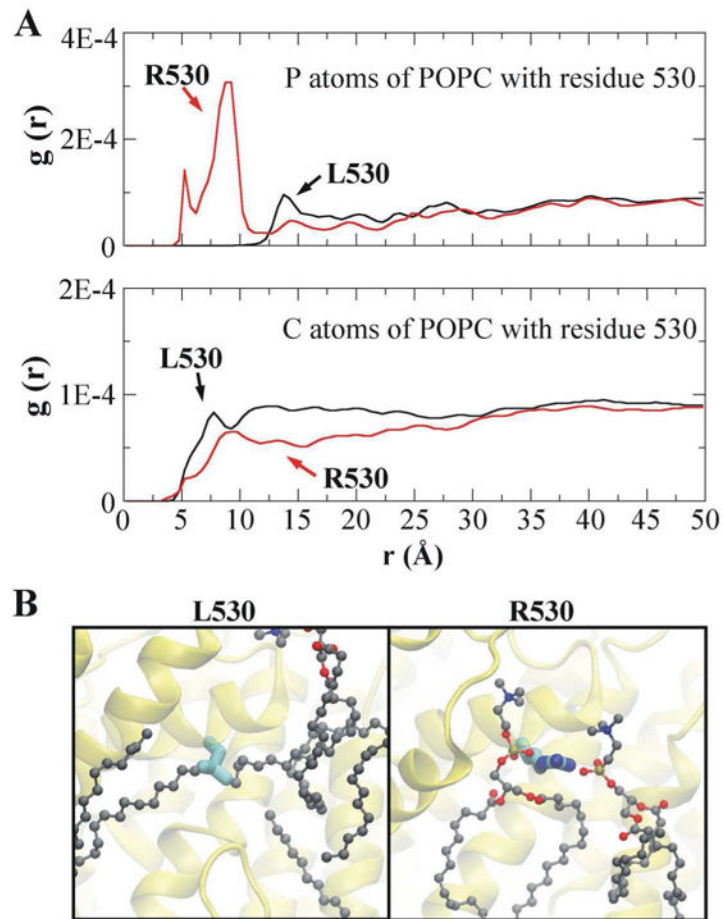 A
4E-4
R530
P atoms of POPC with residue 530
g (r)
2E-4
L530
0
2E-4
C atoms of POPC with residue 530
L530
g (r)
1E-4
R530
0
0 5 10 15 20 25 30 35 40 45 50
r (Å)
B
L530 R530